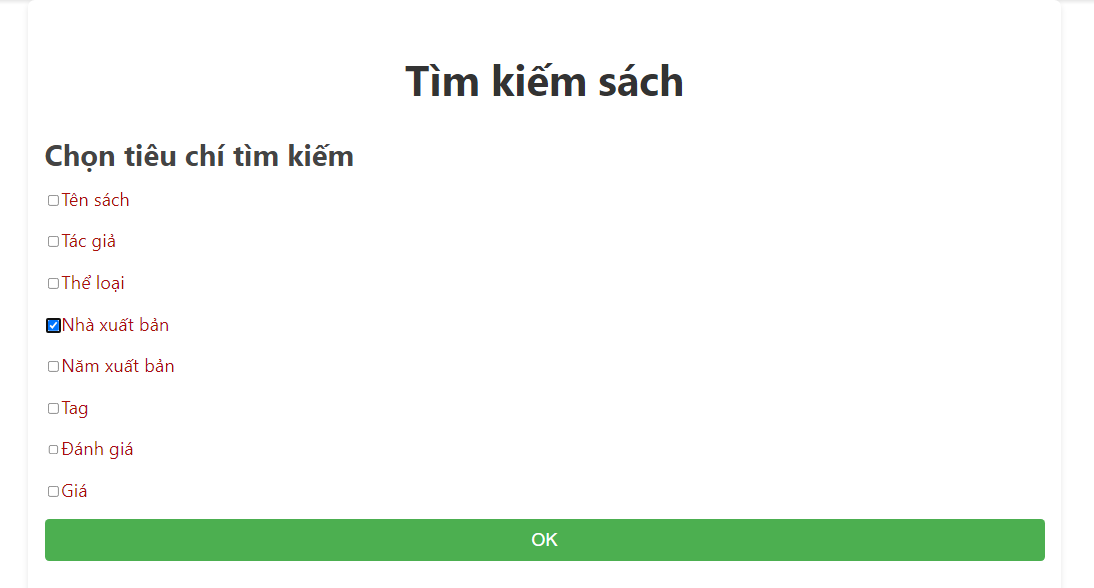 Tìm kiếm sách
Chọn tiêu chí tìm kiếm
Tên sách
Tác giả
Thể loại
Nhà xuất bản
Năm xuất bản
Tag
Đánh giá
Giá
OK